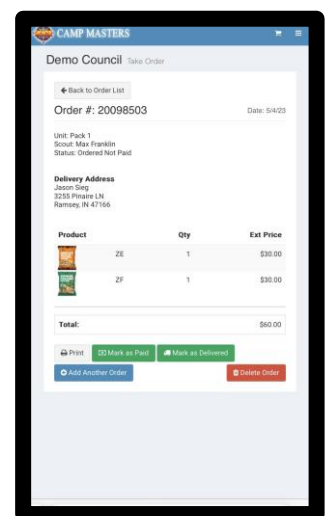 CAMP MASTERS
Demo Council Take Order
Back to Order List
Order #: 20098503 Date: 5/4/23
Unit: Pack 1
Scout: Max Franklin
Status: Ordered Not Paid
Delivery Address
Jason Sieg
3255 Pinaire LN
Ramsey, IN 47166
Product Qty Ext Price
ZE 1 $30.00
ZF 1 $30.00
Total: $60.00
Print Mark as Paid Mark as Delivered
Add Another Order Delete Order